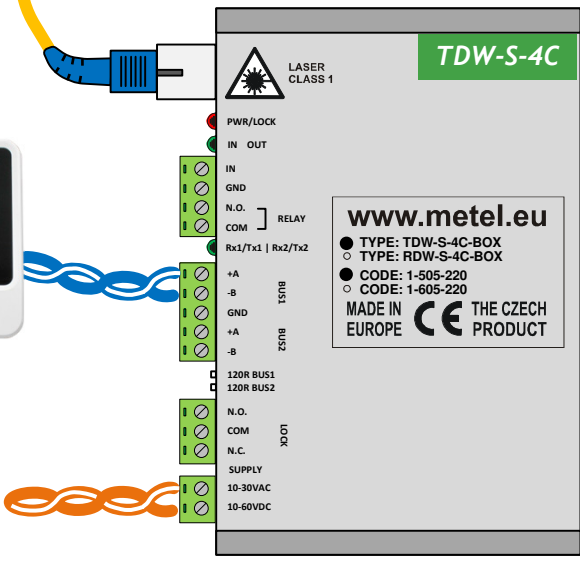 TDW-S-4C
LASER
CLASS 1
PWR/LOCK
IN OUT
IN
GND
N.O.
COM
RELAY
Rx1/Tx1 | Rx2/Tx2
+A
-B
BUS1
GND
+A
-B
BUS2
120R BUS1
120R BUS2
N.O.
COM
N.C.
LOCK
SUPPLY
10-30VAC
10-60VDC
www.metel.eu
TYPE: TDW-S-4C-BOX
TYPE: RDW-S-4C-BOX
CODE: 1-505-220
CODE: 1-605-220
MADE IN EUROPE
CE
THE CZECH PRODUCT